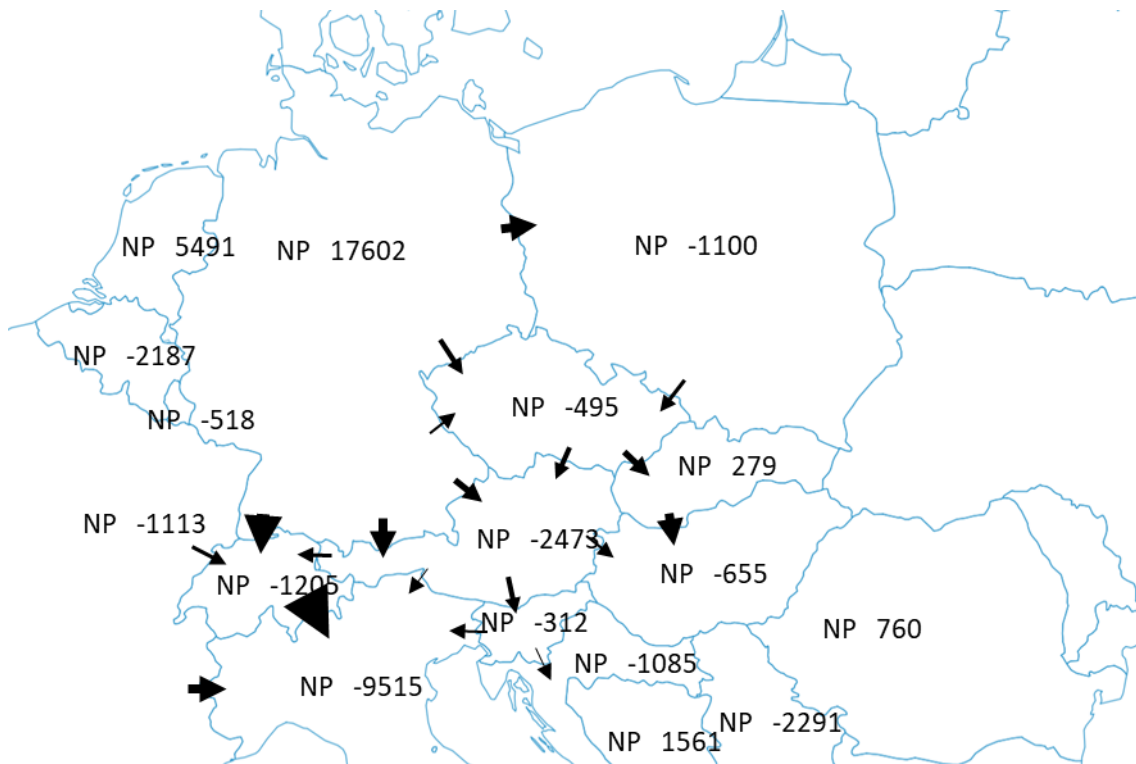 NP 5491
NP 17602
NP -1100
NP -2187
NP -518
NP -495
NP 279
NP -1113
NP -2473
NP -1205
NP -655
NP -312
NP 760
NP -1085
NP -9515
NP -2291
NP 1561